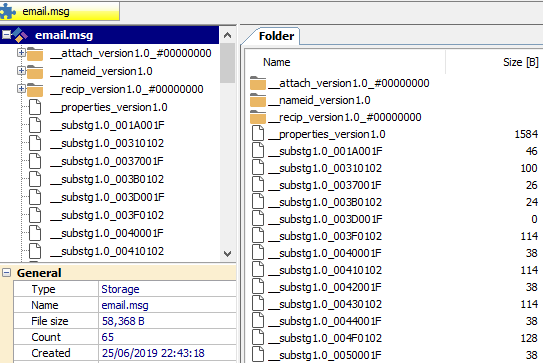 email.msg
email.msg
__attach_version1.0_#00000000
__nameid_version1.0
__recip_version1.0_#00000000
__properties_version1.0
__substg1.0_001A001F
__substg1.0_00310102
__substg1.0_0037001F
__substg1.0_003B0102
__substg1.0_003D001F
__substg1.0_003F0102
__substg1.0_0040001F
__substg1.0_00410102
General
Type Storage
Name email.msg
File size 58,368 B
Count 65
Created 25/06/2019 22:43:18
Folder
Name Size [B]
__attach_version1.0_#00000000
__nameid_version1.0
__recip_version1.0_#00000000
__properties_version1.0 1584
__substg1.0_001A001F 46
__substg1.0_00310102 100
__substg1.0_0037001F 26
__substg1.0_003B0102 24
__substg1.0_003D001F 0
__substg1.0_003F0102 114
__substg1.0_0040001F 38
__substg1.0_00410102 114
__substg1.0_0042001F 38
__substg1.0_00430102 114
__substg1.0_0044001F 38
__substg1.0_004F0102 128
__substg1.0_0050001F 38